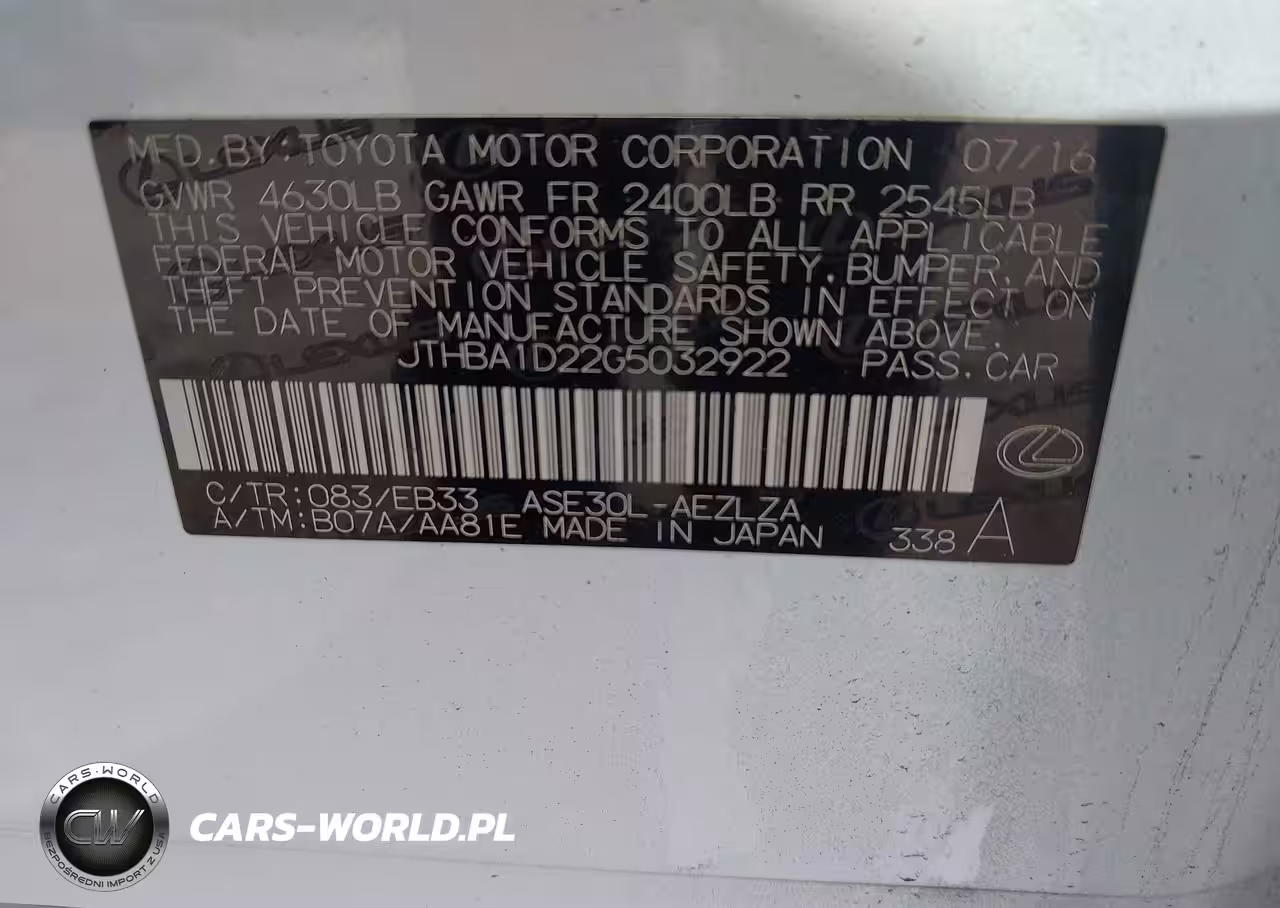 MFD.BY:TOYOTA MOTOR CORPORATION 07/16
GVWR 4630LB GAWR FR 2400LB RR 2545LB
THIS VEHICLE CONFORMS TO ALL APPLICABLE
FEDERAL MOTOR VEHICLE SAFETY,BUMPER,AND
THEFT PREVENTION STANDARDS IN EFFECT ON
THE DATE OF MANUFACTURE SHOWN ABOVE.
JTHBA1D22G5032922 PASS.CAR
C/TR:083/EB33 ASE30L-AEZLZA
A/TM:B07A/AA81E MADE IN JAPAN 338 A
CARS-WORLD
CW
BEZPOŚREDNI IMPORT Z USA
CARS-WORLD.PL